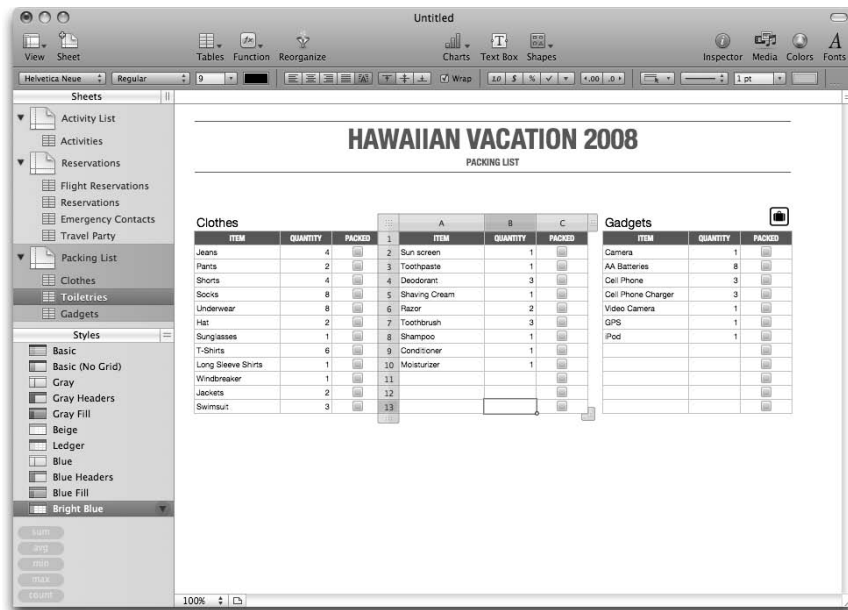 Untitled
View Sheet Tables Function Reorganize Charts Text Box Shapes Inspector Media Colors Fonts
Helvetica Neue Regular 9 Wrap 1.0 $ % 1 pt
Sheets
Activity List
Activities
Reservations
Flight Reservations
Reservations
Emergency Contacts
Travel Party
Packing List
Clothes
Toiletries
Gadgets
Styles
Basic
Basic (No Grid)
Gray
Gray Headers
Gray Fill
Beige
Ledger
Blue
Blue Headers
Blue Fill
Bright Blue
sum
avg
min
max
count
HAWAIIAN VACATION 2008
PACKING LIST
Clothes
ITEM QUANTITY PACKED
Jeans 4
Pants 2
Shorts 4
Socks 8
Underwear 8
Hat 2
Sunglasses 1
T-Shirts 6
Long Sleeve Shirts 1
Windbreaker 1
Jackets 2
Swimsuit 3
A B C
1 ITEM QUANTITY PACKED
2 Sun screen 1
3 Toothpaste 1
4 Deodorant 3
5 Shaving Cream 1
6 Razor 2
7 Toothbrush 3
8 Shampoo 1
9 Conditioner 1
10 Moisturizer 1
11
12
13
Gadgets
ITEM QUANTITY PACKED
Camera 1
AA Batteries 8
Cell Phone 3
Cell Phone Charger 3
Video Camera 1
GPS 1
iPod 1
100%